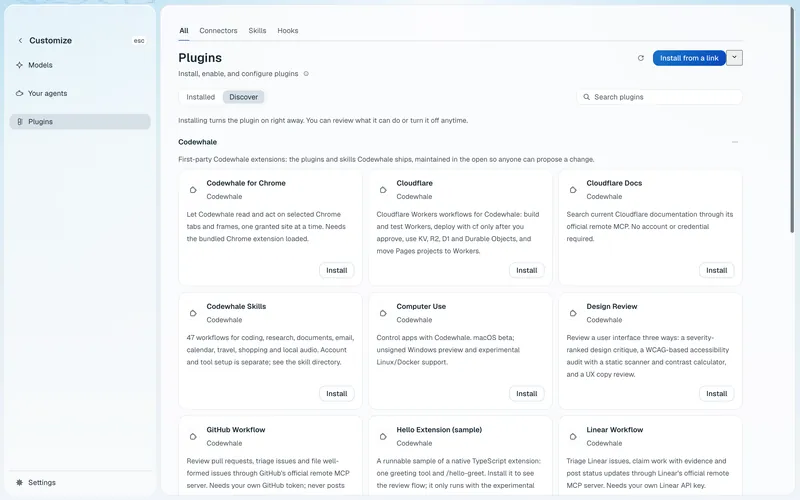 Customize
esc
Models
Your agents
Plugins
Settings
All Connectors Skills Hooks
Plugins
Install from a link
Install, enable, and configure plugins
Installed Discover
Search plugins
Installing turns the plugin on right away. You can review what it can do or turn it off anytime.
Codewhale
First-party Codewhale extensions: the plugins and skills Codewhale ships, maintained in the open so anyone can propose a change.
Codewhale for Chrome
Codewhale
Let Codewhale read and act on selected Chrome
tabs and frames, one granted site at a time. Needs
the bundled Chrome extension loaded.
Install
Cloudflare
Codewhale
Cloudflare Workers workflows for Codewhale: build
and test Workers, deploy with cf only after you
approve, use KV, R2, D1 and Durable Objects, and
move Pages projects to Workers.
Install
Cloudflare Docs
Codewhale
Search current Cloudflare documentation through its
official remote MCP. No account or credential
required.
Install
Codewhale Skills
Codewhale
47 workflows for coding, research, documents, email,
calendar, travel, shopping and local audio. Account
and tool setup is separate; see the skill directory.
Install
Computer Use
Codewhale
Control apps with Codewhale. macOS beta;
unsigned Windows preview and experimental
Linux/Docker support.
Install
Design Review
Codewhale
Review a user interface three ways: a severity-
ranked design critique, a WCAG-based accessibility
audit with a static scanner and contrast calculator,
and a UX copy review.
Install
GitHub Workflow
Codewhale
Review pull requests, triage issues and file well-
formed issues through GitHub's official remote MCP
server. Needs your own GitHub token; never posts
Hello Extension (sample)
Codewhale
A runnable sample of a native TypeScript extension:
one greeting tool and /hello-greet. Install it to see
the review flow; it only runs with the experimental
Linear Workflow
Codewhale
Triage Linear issues, claim work with evidence and
post status updates through Linear's official remote
MCP server. Needs your own Linear API key.